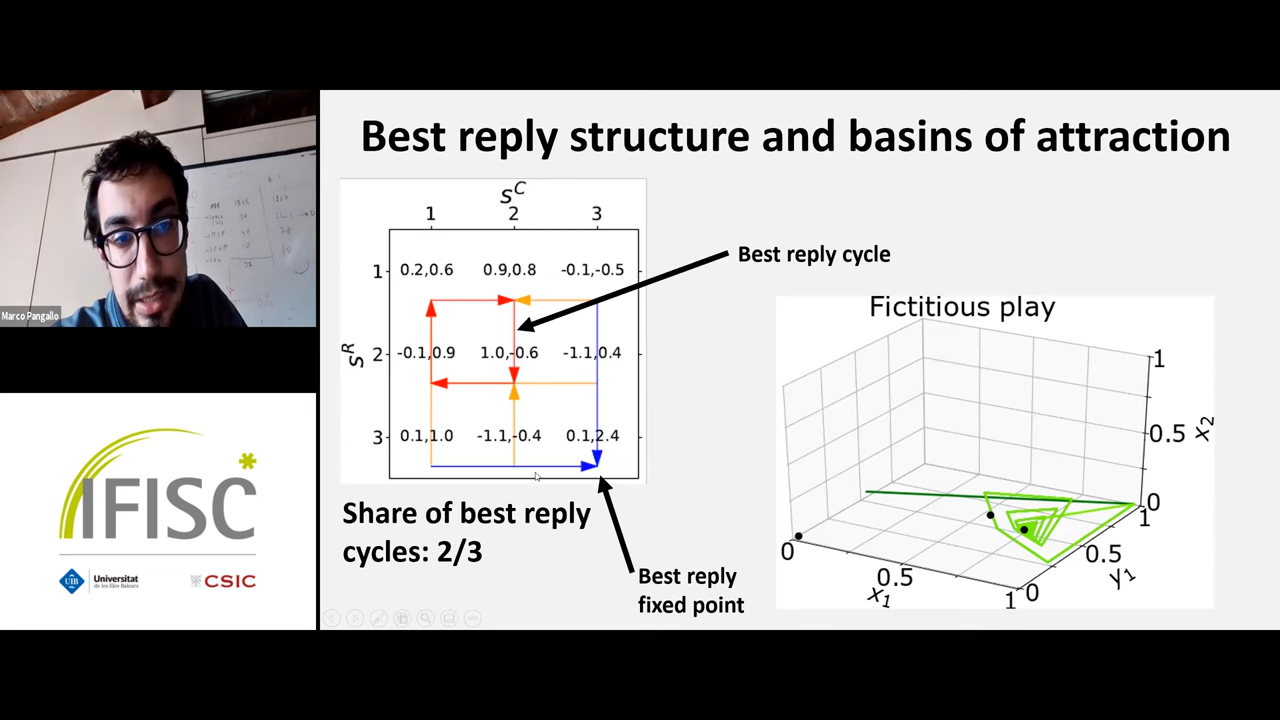 Best reply structure and basins of attraction
s^C
1 2 3
s^R
1 0.2,0.6 0.9,0.8 -0.1,-0.5
2 -0.1,0.9 1.0,-0.6 -1.1,0.4
3 0.1,1.0 -1.1,-0.4 0.1,2.4
Best reply cycle
Share of best reply
cycles: 2/3
Best reply
fixed point
Fictitious play
1
0.5 x₂
0
1
0.5
y₁
0
0
0.5
x₁
1
Marco Pangallo
IFISC
UIB
Universitat
de les Illes Balears
CSIC